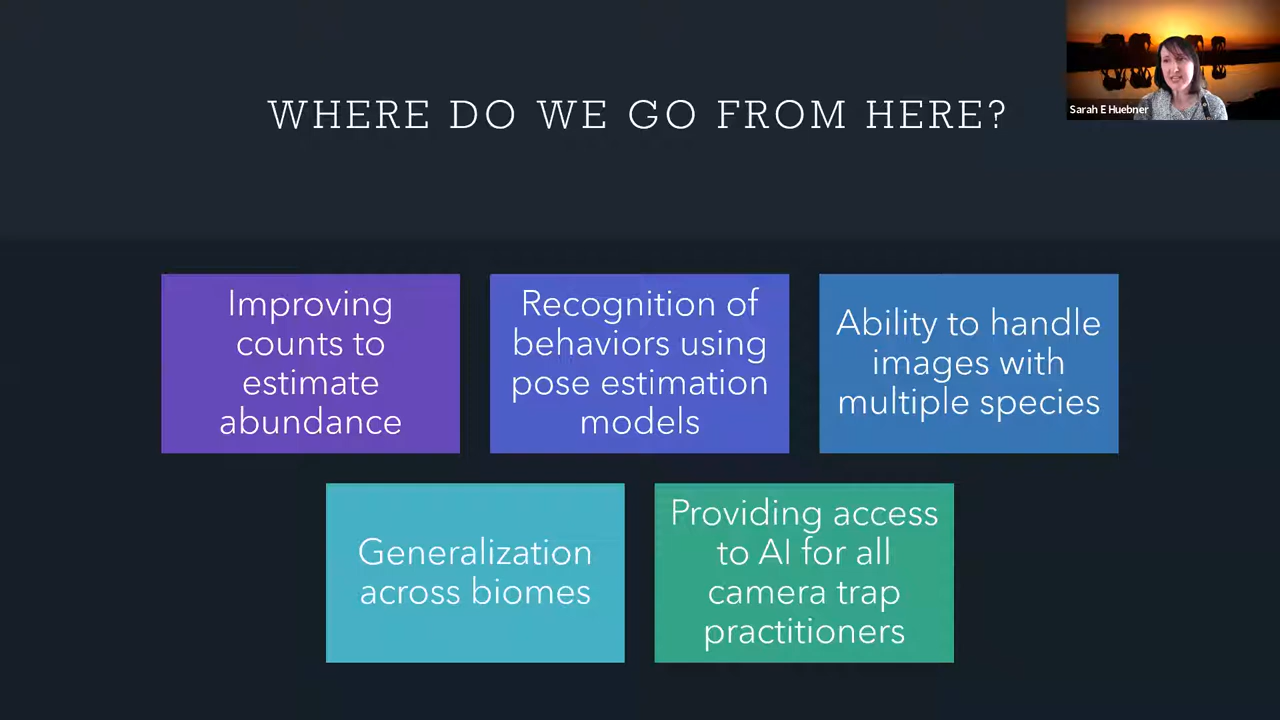 WHERE DO WE GO FROM HERE?
Sarah E Huebner
Improving
counts to
estimate
abundance
Recognition of
behaviors using
pose estimation
models
Ability to handle
images with
multiple species
Generalization
across biomes
Providing access
to AI for all
camera trap
practitioners